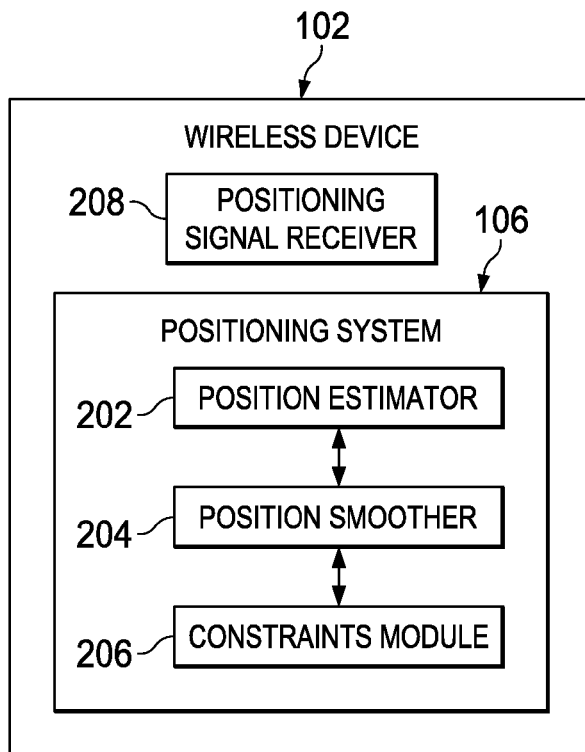 102
WIRELESS DEVICE
208
POSITIONING
SIGNAL RECEIVER
106
POSITIONING SYSTEM
POSITION ESTIMATOR
202
POSITION SMOOTHER
204
CONSTRAINTS MODULE
206